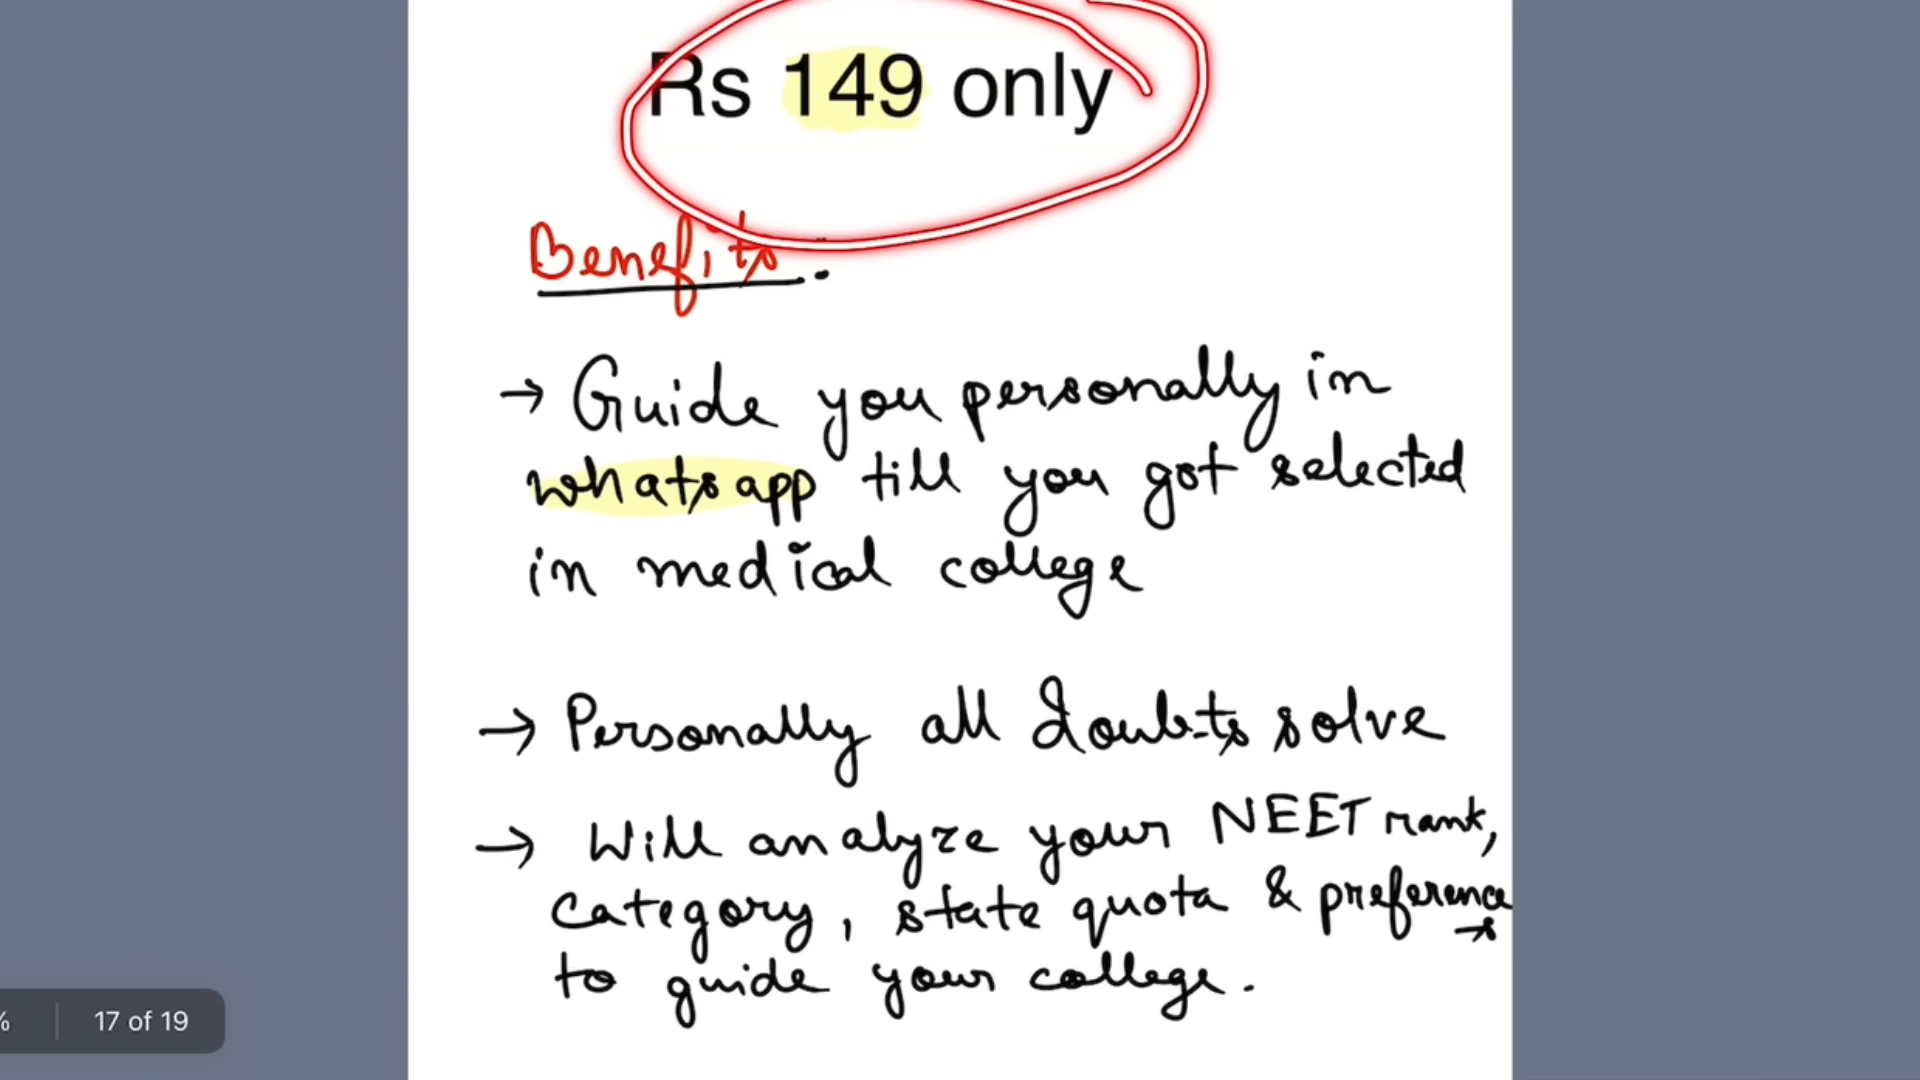 Rs 149 only
Benefits :
→ Guide you personally in
whatsapp till you got selected
in medical college
→ Personally all doubts solve
→ Will analyze your NEET rank,
category, state quota & preference
→s
to guide your college.
%
17 of 19